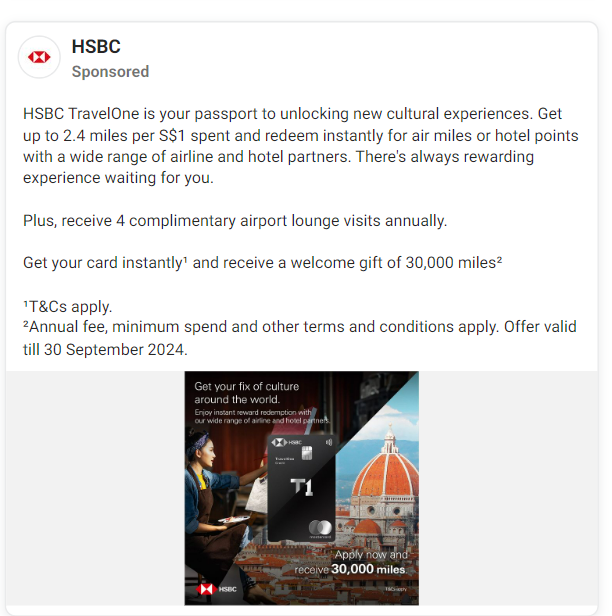 HSBC
Sponsored
HSBC TravelOne is your passport to unlocking new cultural experiences. Get
up to 2.4 miles per S$1 spent and redeem instantly for air miles or hotel points
with a wide range of airline and hotel partners. There's always rewarding
experience waiting for you.
Plus, receive 4 complimentary airport lounge visits annually.
Get your card instantly¹ and receive a welcome gift of 30,000 miles²
¹T&Cs apply.
²Annual fee, minimum spend and other terms and conditions apply. Offer valid
till 30 September 2024.
Get your fix of culture
around the world.
Enjoy instant reward redemption with
our wide range of airline and hotel partners.
HSBC
T1
Apply now and
receive 30,000 miles.
HSBC